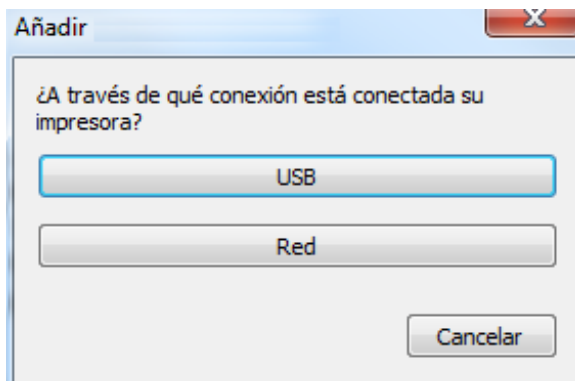 Añadir
¿A través de qué conexión está conectada su
impresora?
USB
Red
Cancelar